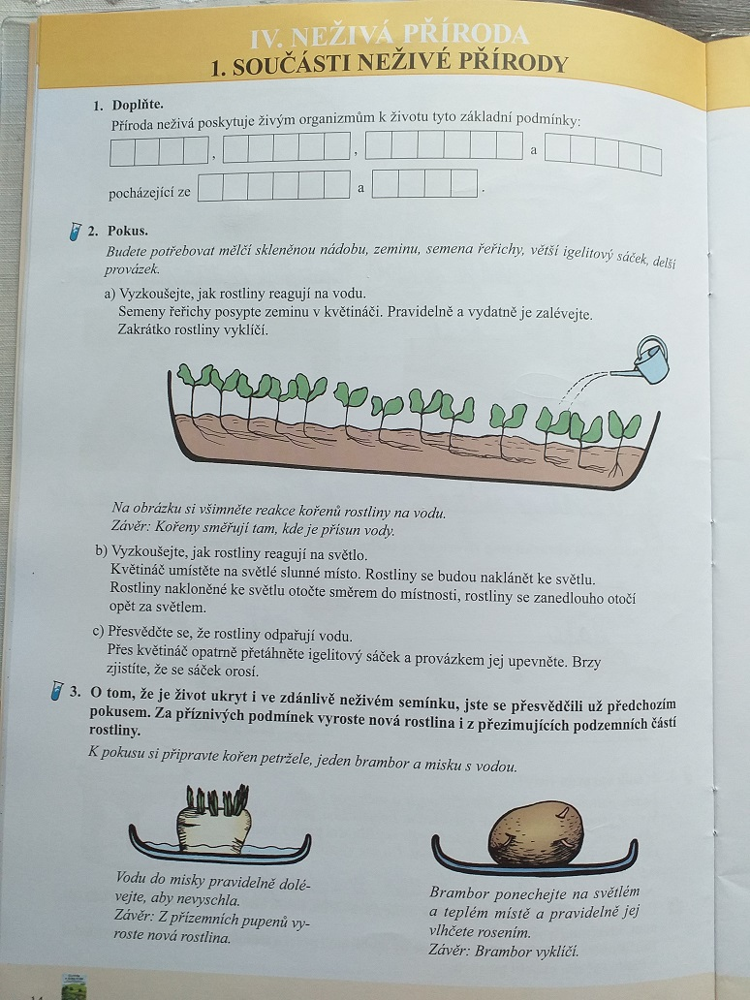 IV. NEŽIVÁ PŘÍRODA
1. SOUČÁSTI NEŽIVÉ PŘÍRODY
1. Doplňte.
Příroda neživá poskytuje živým organizmům k životu tyto základní podmínky:
, , a
pocházející ze a .
2. Pokus.
Budete potřebovat mělčí skleněnou nádobu, zeminu, semena řeřichy, větší igelitový sáček, delší
provázek.
a) Vyzkoušejte, jak rostliny reagují na vodu.
Semeny řeřichy posypte zeminu v květináči. Pravidelně a vydatně je zalévejte.
Zakrátko rostliny vyklíčí.
Na obrázku si všimněte reakce kořenů rostliny na vodu.
Závěr: Kořeny směřují tam, kde je přísun vody.
b) Vyzkoušejte, jak rostliny reagují na světlo.
Květináč umístěte na světlé slunné místo. Rostliny se budou naklánět ke světlu.
Rostliny nakloněné ke světlu otočte směrem do místnosti, rostliny se zanedlouho otočí
opět za světlem.
c) Přesvědčte se, že rostliny odpařují vodu.
Přes květináč opatrně přetáhněte igelitový sáček a provázkem jej upevněte. Brzy
zjistíte, že se sáček orosí.
3. O tom, že je život ukryt i ve zdánlivě neživém semínku, jste se přesvědčili už předchozím
pokusem. Za příznivých podmínek vyroste nová rostlina i z přezimujících podzemních částí
rostliny.
K pokusu si připravte kořen petržele, jeden brambor a misku s vodou.
Vodu do misky pravidelně dolé-
vejte, aby nevyschla.
Závěr: Z přízemních pupenů vy-
roste nová rostlina.
Brambor ponechejte na světlém
a teplém místě a pravidelně jej
vlhčete rosením.
Závěr: Brambor vyklíčí.